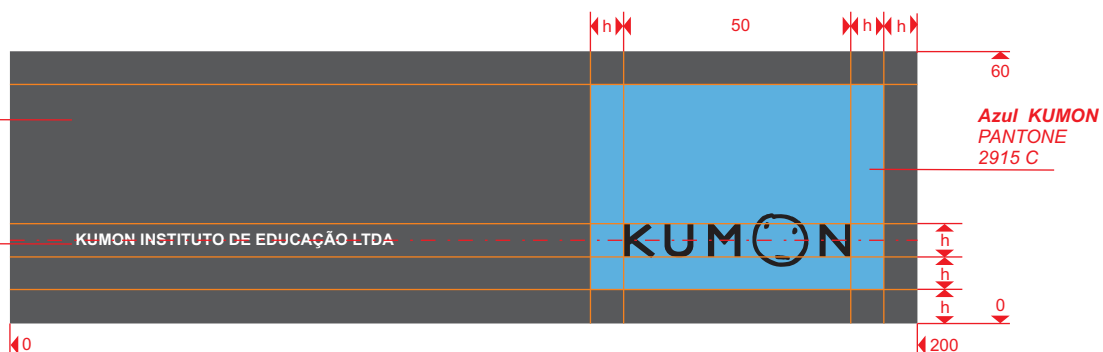 h 50 h h
60
Azul KUMON
PANTONE
2915 C
KUMON INSTITUTO DE EDUCAÇÃO LTDA KUMON
h
h
h 0
0 200